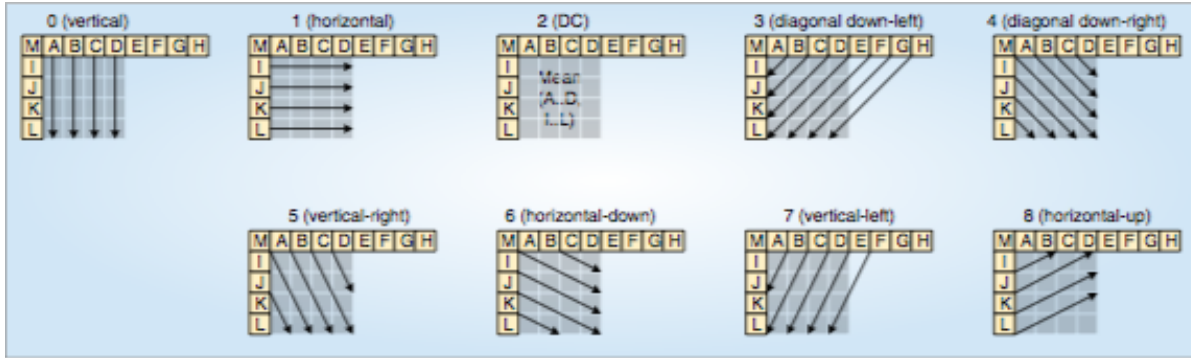 0 (vertical)
M A B C D E F G H
I
J
K
L
1 (horizontal)
M A B C D E F G H
I
J
K
L
2 (DC)
M A B C D E F G H
I
J
K
L
Mean
(A..D,
I..L)
3 (diagonal down-left)
M A B C D E F G H
I
J
K
L
4 (diagonal down-right)
M A B C D E F G H
I
J
K
L
5 (vertical-right)
M A B C D E F G H
I
J
K
L
6 (horizontal-down)
M A B C D E F G H
I
J
K
L
7 (vertical-left)
M A B C D E F G H
I
J
K
L
8 (horizontal-up)
M A B C D E F G H
I
J
K
L